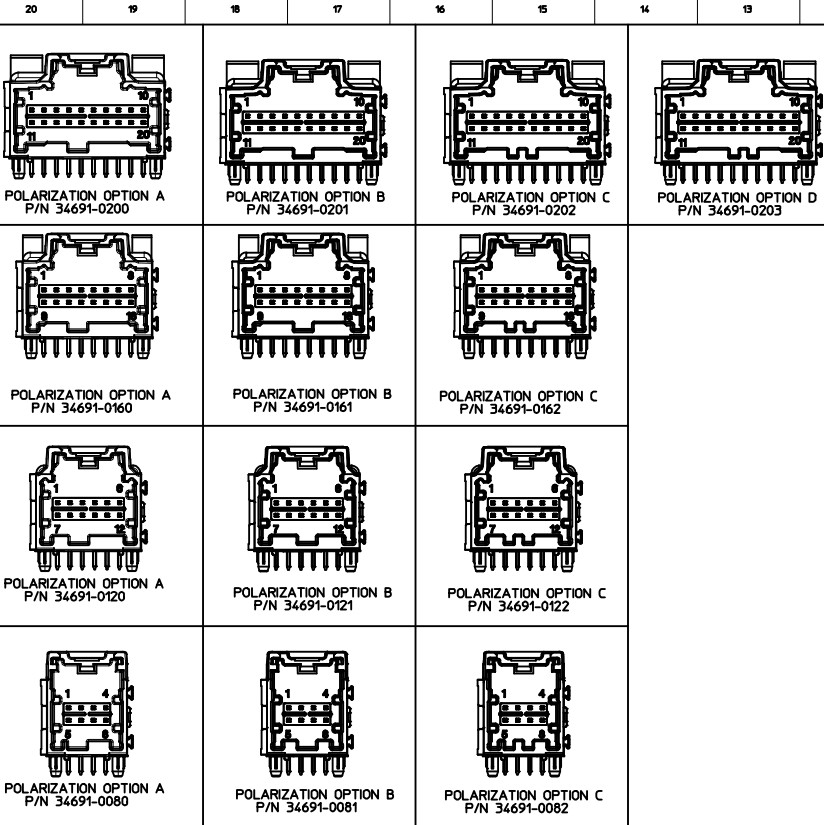 20 19 18 17 16 15 14 13
1 10
11 20
POLARIZATION OPTION A
P/N 34691-0200
1 10
11 20
POLARIZATION OPTION B
P/N 34691-0201
1 10
11 20
POLARIZATION OPTION C
P/N 34691-0202
1 10
11 20
POLARIZATION OPTION D
P/N 34691-0203
1 8
9 16
POLARIZATION OPTION A
P/N 34691-0160
1 8
9 16
POLARIZATION OPTION B
P/N 34691-0161
1 8
9 16
POLARIZATION OPTION C
P/N 34691-0162
1 6
7 12
POLARIZATION OPTION A
P/N 34691-0120
1 6
7 12
POLARIZATION OPTION B
P/N 34691-0121
1 6
7 12
POLARIZATION OPTION C
P/N 34691-0122
1 4
5 8
POLARIZATION OPTION A
P/N 34691-0080
1 4
5 8
POLARIZATION OPTION B
P/N 34691-0081
1 4
5 8
POLARIZATION OPTION C
P/N 34691-0082